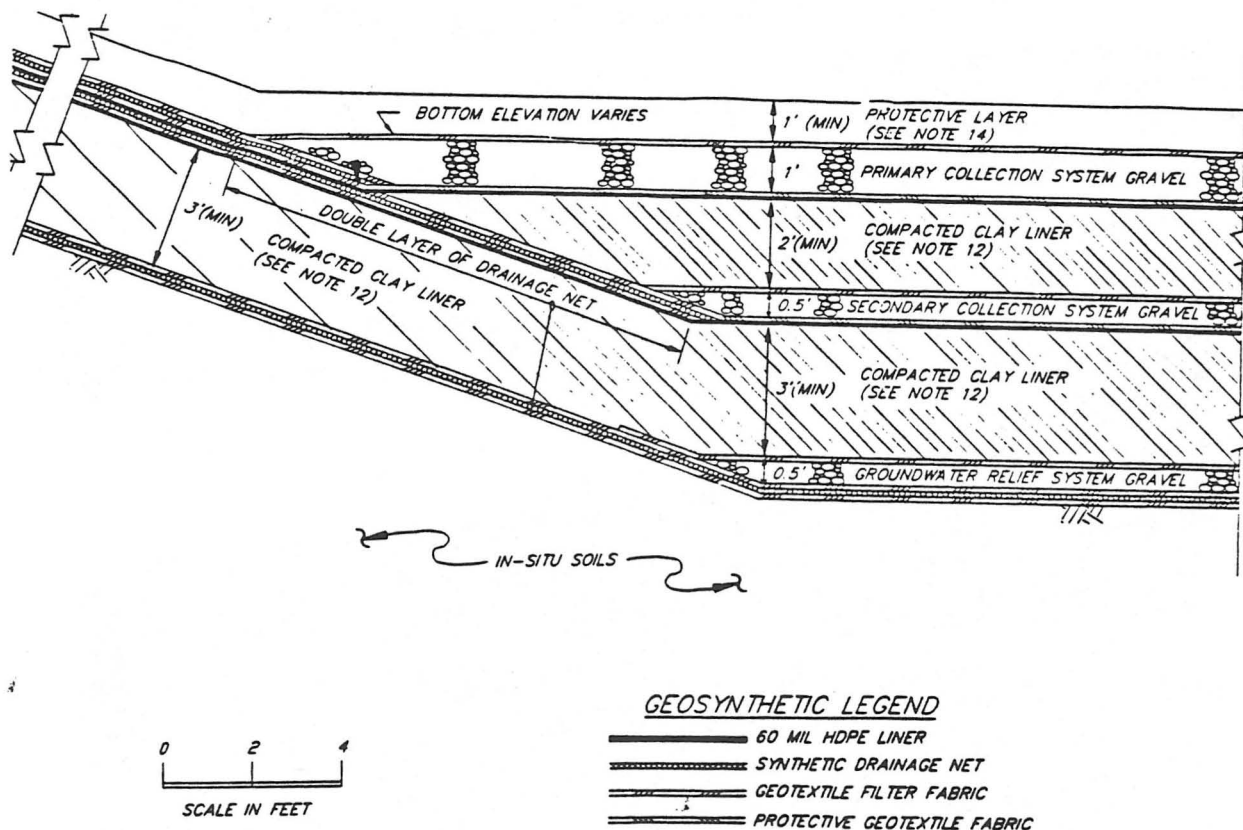 BOTTOM ELEVATION VARIES
1' (MIN) PROTECTIVE LAYER
(SEE NOTE 14)
1' PRIMARY COLLECTION SYSTEM GRAVEL
2'(MIN) COMPACTED CLAY LINER
(SEE NOTE 12)
3'(MIN)
DOUBLE LAYER OF DRAINAGE NET
COMPACTED CLAY LINER
(SEE NOTE 12)
0.5' SECONDARY COLLECTION SYSTEM GRAVEL
3'(MIN) COMPACTED CLAY LINER
(SEE NOTE 12)
0.5' GROUNDWATER RELIEF SYSTEM GRAVEL
IN-SITU SOILS
GEOSYNTHETIC LEGEND
60 MIL HDPE LINER
SYNTHETIC DRAINAGE NET
GEOTEXTILE FILTER FABRIC
PROTECTIVE GEOTEXTILE FABRIC
0 2 4
SCALE IN FEET